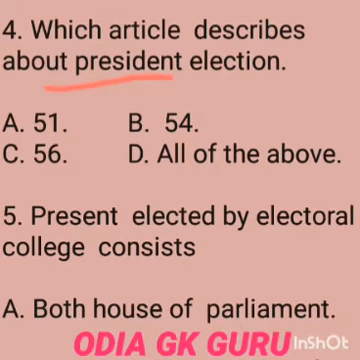 4. Which article describes
about president election.
A. 51. B. 54.
C. 56. D. All of the above.
5. Present elected by electoral
college consists
A. Both house of parliament.
ODIA GK GURU InShOt